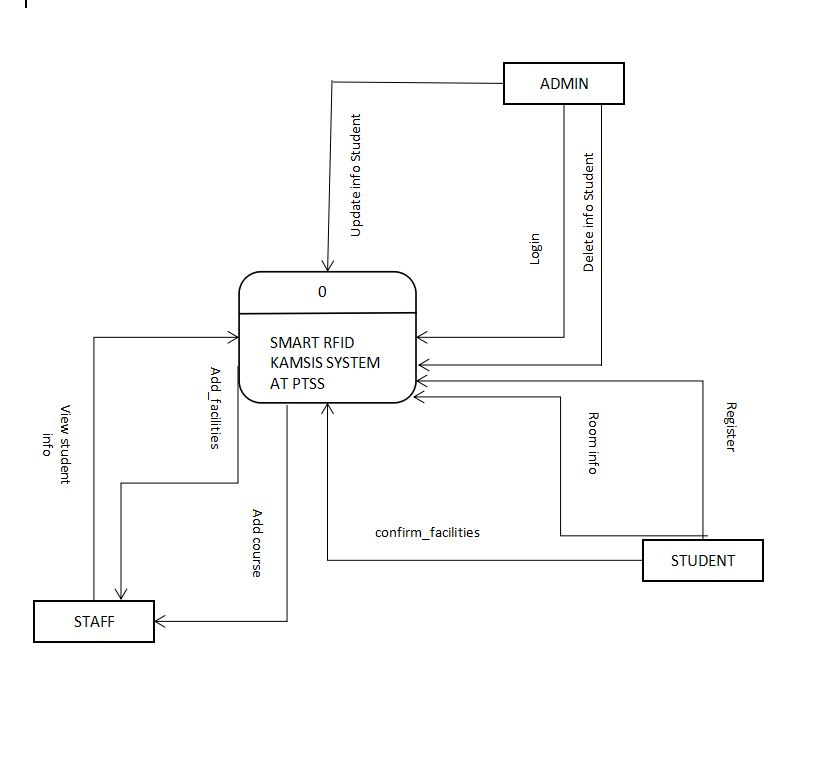 ADMIN
Update info Student
Login
Delete info Student
0
SMART RFID
KAMSIS SYSTEM
AT PTSS
Add_facilities
View student
info
Register
Room info
Add course
confirm_facilities
STUDENT
STAFF